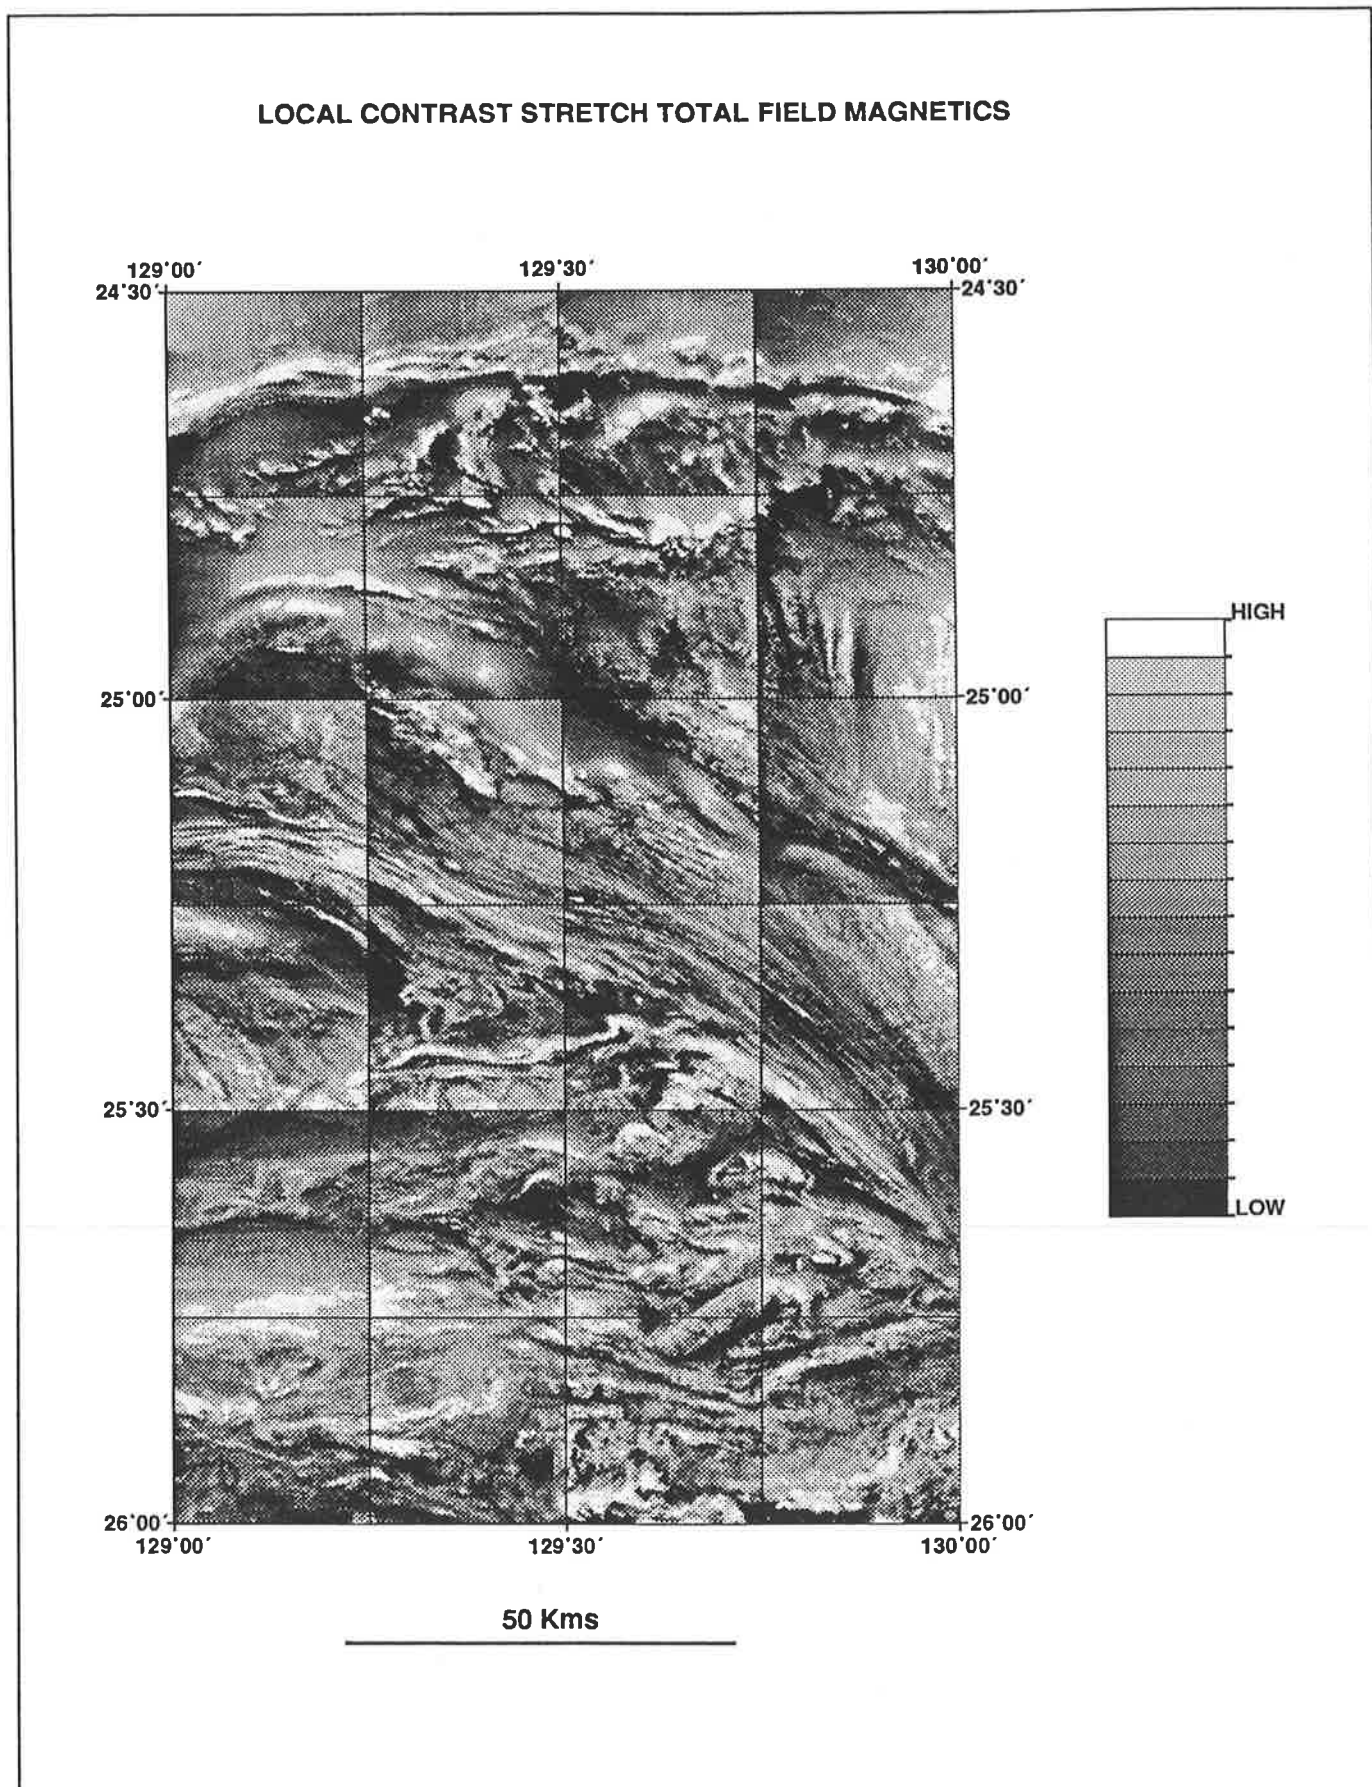 LOCAL CONTRAST STRETCH TOTAL FIELD MAGNETICS
129°00′ 129°30′ 130°00′
24°30′ 24°30′
HIGH
25°00′ 25°00′
25°30′ 25°30′
LOW
26°00′ 26°00′
129°00′ 129°30′ 130°00′
50 Kms